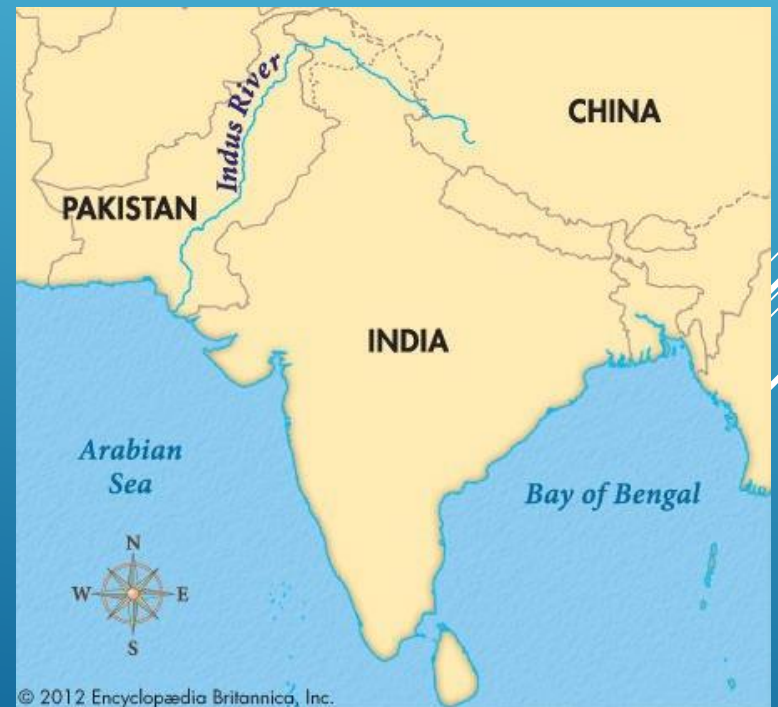 Indus River
CHINA
PAKISTAN
INDIA
Arabian
Sea
Bay of Bengal
N
W E
S
© 2012 Encyclopædia Britannica, Inc.